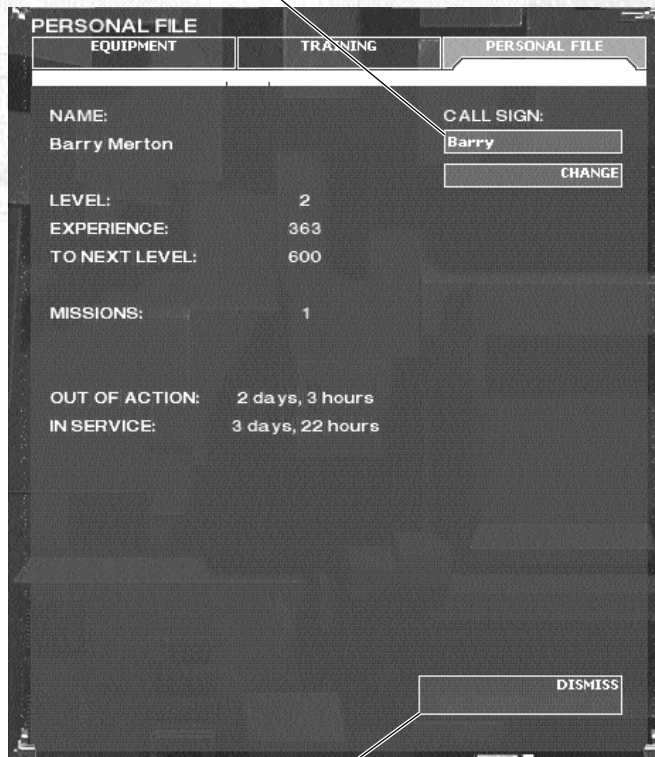 PERSONAL FILE
EQUIPMENT TRAINING PERSONAL FILE
NAME: CALL SIGN:
Barry Merton Barry
CHANGE
LEVEL: 2
EXPERIENCE: 363
TO NEXT LEVEL: 600
MISSIONS: 1
OUT OF ACTION: 2 days, 3 hours
IN SERVICE: 3 days, 22 hours
DISMISS